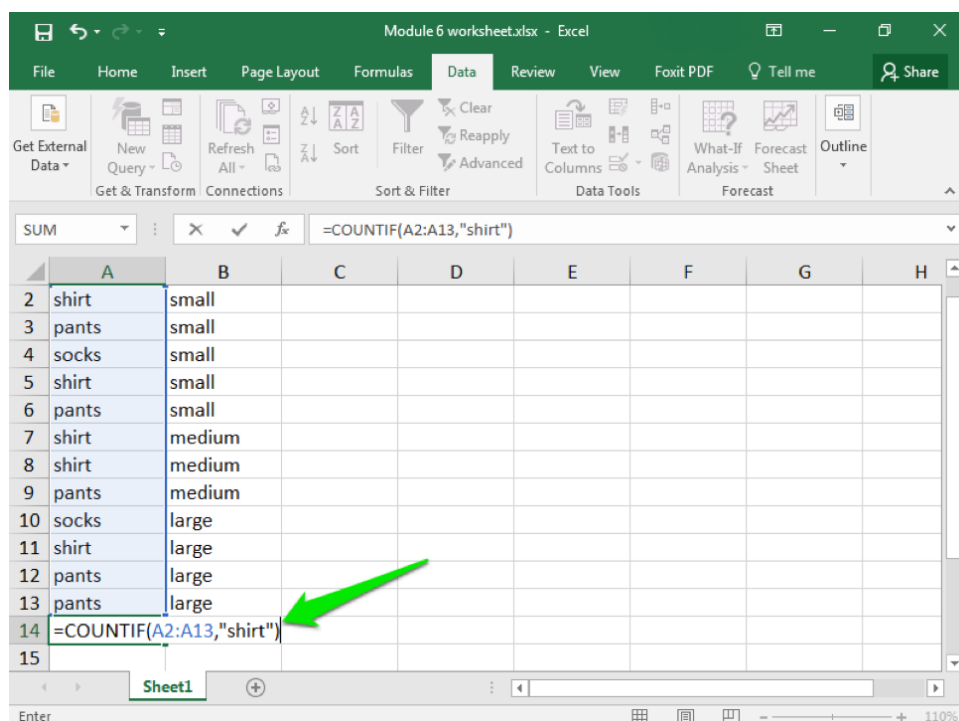 Module 6 worksheet.xlsx - Excel
File Home Insert Page Layout Formulas Data Review View Foxit PDF Tell me Share
Get External Data
New Query
Get & Transform
Refresh All
Connections
Sort
Filter
Clear
Reapply
Advanced
Sort & Filter
Text to Columns
Data Tools
What-If Analysis
Forecast Sheet
Forecast
Outline
SUM fx =COUNTIF(A2:A13,"shirt")
A B C D E F G H
2 shirt small
3 pants small
4 socks small
5 shirt small
6 pants small
7 shirt medium
8 shirt medium
9 pants medium
10 socks large
11 shirt large
12 pants large
13 pants large
14 =COUNTIF(A2:A13,"shirt")
15
Sheet1
Enter 110%